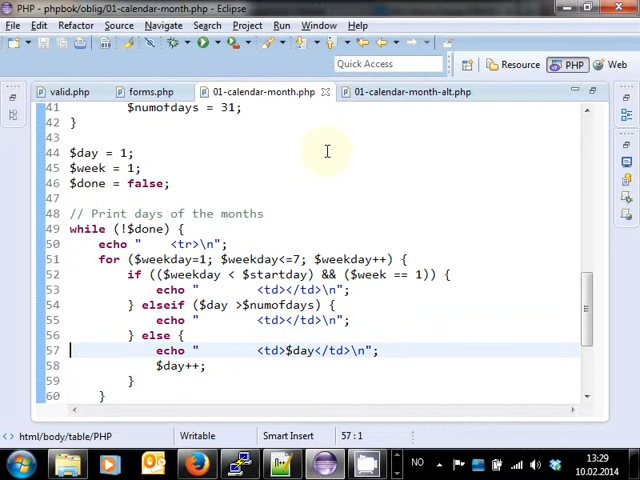 PHP - phpbok/oblig/01-calendar-month.php - Eclipse
File Edit Refactor Source Navigate Search Project Run Window Help
Quick Access
Resource PHP Web
valid.php forms.php 01-calendar-month.php 01-calendar-month-alt.php
41 $numofdays = 31;
42 }
43
44 $day = 1;
45 $week = 1;
46 $done = false;
47
48 // Print days of the months
49 while (!$done) {
50 echo "    <tr>\n";
51 for ($weekday=1; $weekday<=7; $weekday++) {
52 if (($weekday < $startday) && ($week == 1)) {
53 echo "        <td></td>\n";
54 } elseif ($day >$numofdays) {
55 echo "        <td></td>\n";
56 } else {
57 echo "        <td>$day</td>\n";
58 $day++;
59 }
60 }
html/body/table/PHP Writable Smart Insert 57 : 1
NO 13:29
10.02.2014